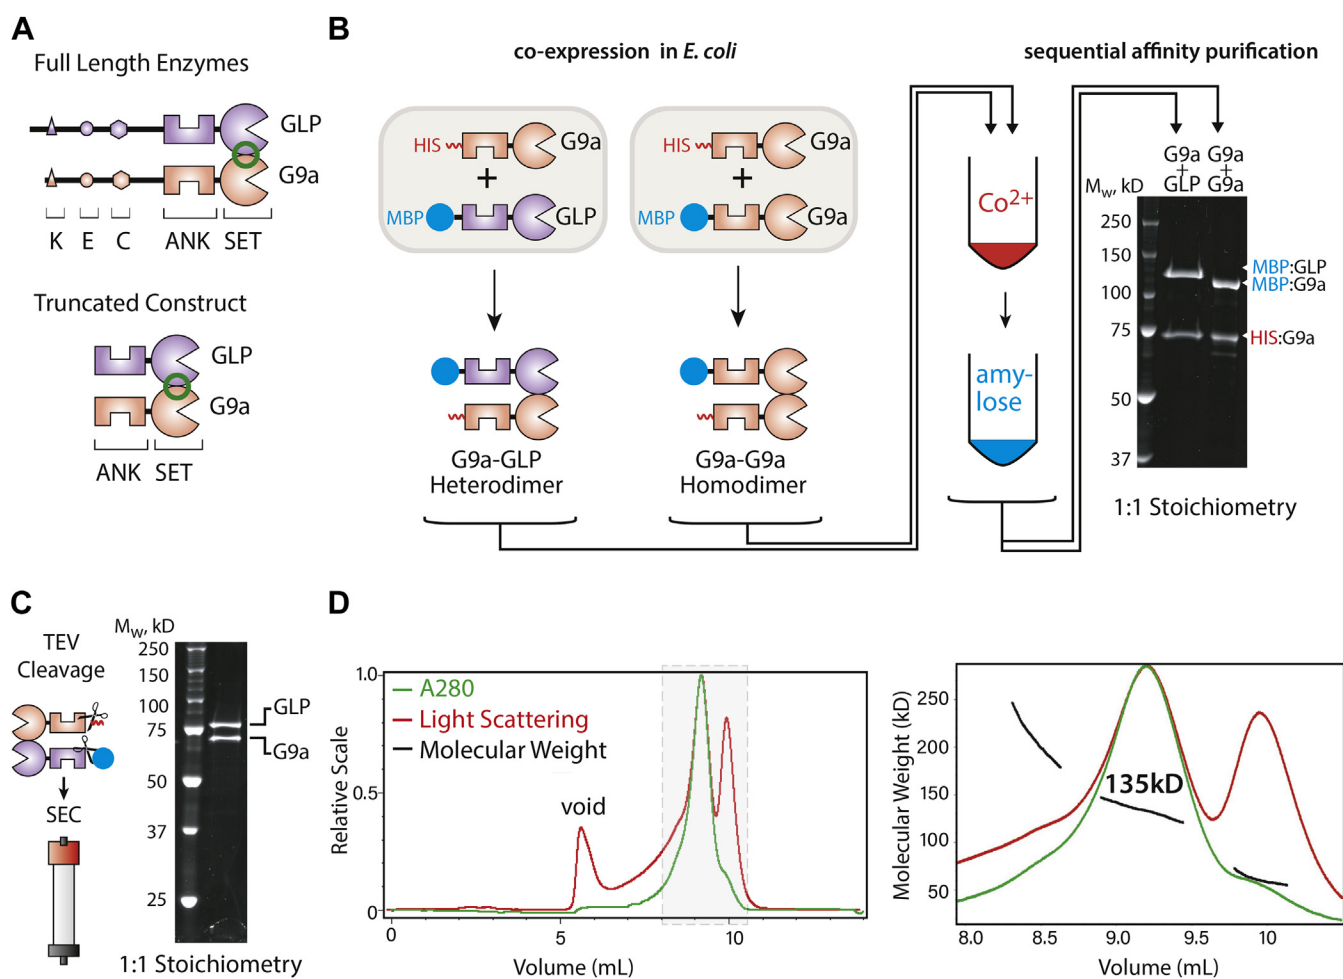 A
Full Length Enzymes
GLP
G9a
K E C ANK SET
Truncated Construct
GLP
G9a
ANK SET
B
co-expression in E. coli
sequential affinity purification
HIS G9a
+
MBP GLP
HIS G9a
+
MBP G9a
G9a-GLP
Heterodimer
G9a-G9a
Homodimer
Co2+
amy-
lose
G9a G9a
+ +
GLP G9a
Mw, kD
250
150
100
75
50
37
MBP:GLP
MBP:G9a
HIS:G9a
1:1 Stoichiometry
C
TEV
Cleavage
SEC
Mw, kD
250
150
100
75
50
37
25
GLP
G9a
1:1 Stoichiometry
D
Relative Scale
1.0
0.5
0
A280
Light Scattering
Molecular Weight
void
0 5 10
Volume (mL)
Molecular Weight (kD)
250
200
150
100
50
135kD
8.0 8.5 9.0 9.5 10
Volume (mL)